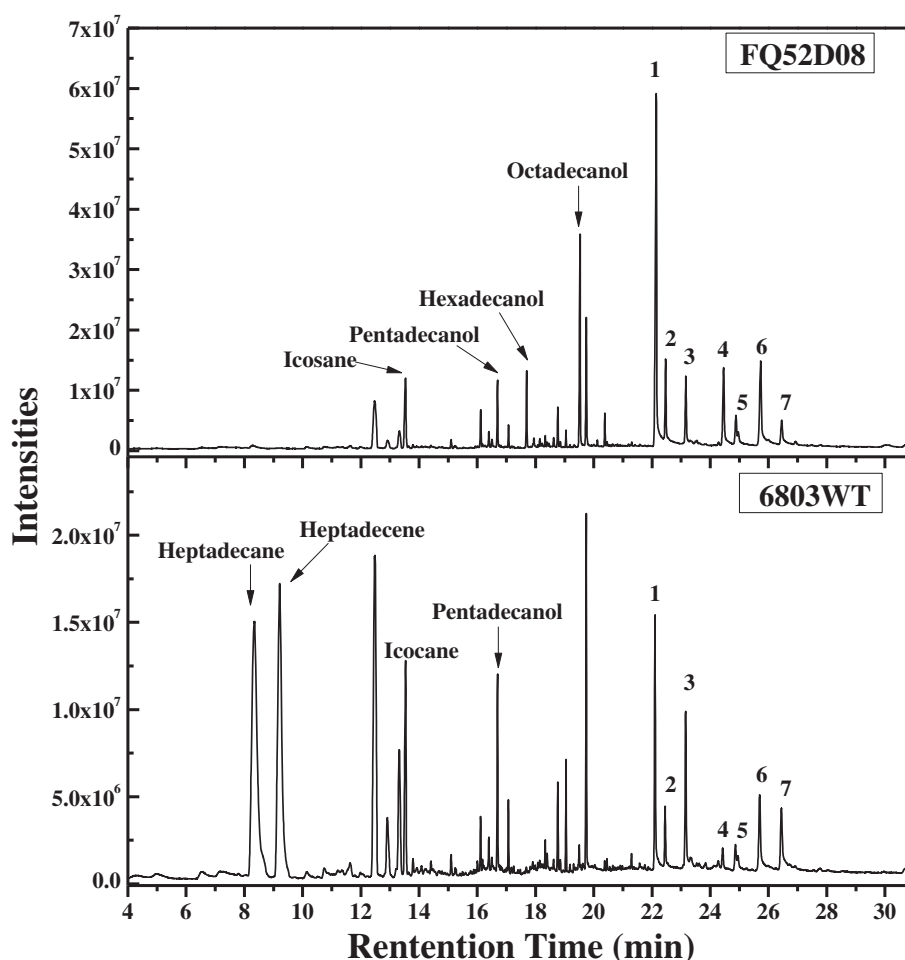 7x10⁷
FQ52D08
1
6x10⁷
5x10⁷
Octadecanol
4x10⁷
3x10⁷
Hexadecanol
2x10⁷
Pentadecanol
2
6
3
4
Icosane
1x10⁷
5
7
0
Intensities
6803WT
2.0x10⁷
Heptadecene
Heptadecane
1
1.5x10⁷
Pentadecanol
Icocane
3
1.0x10⁷
2
6
7
5.0x10⁶
4
5
0.0
4 6 8 10 12 14 16 18 20 22 24 26 28 30
Rentention Time (min)